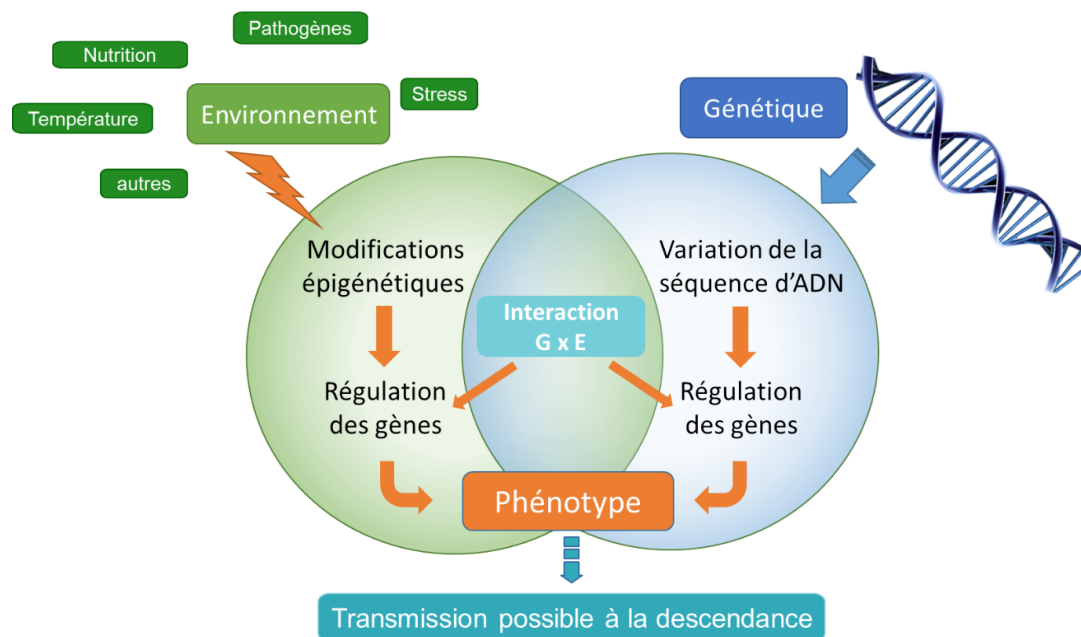 Pathogènes
Nutrition
Stress
Environnement
Température
autres
Génétique
Modifications
épigénétiques
Variation de la
séquence d’ADN
Interaction
G x E
Régulation
des gènes
Régulation
des gènes
Phénotype
Transmission possible à la descendance